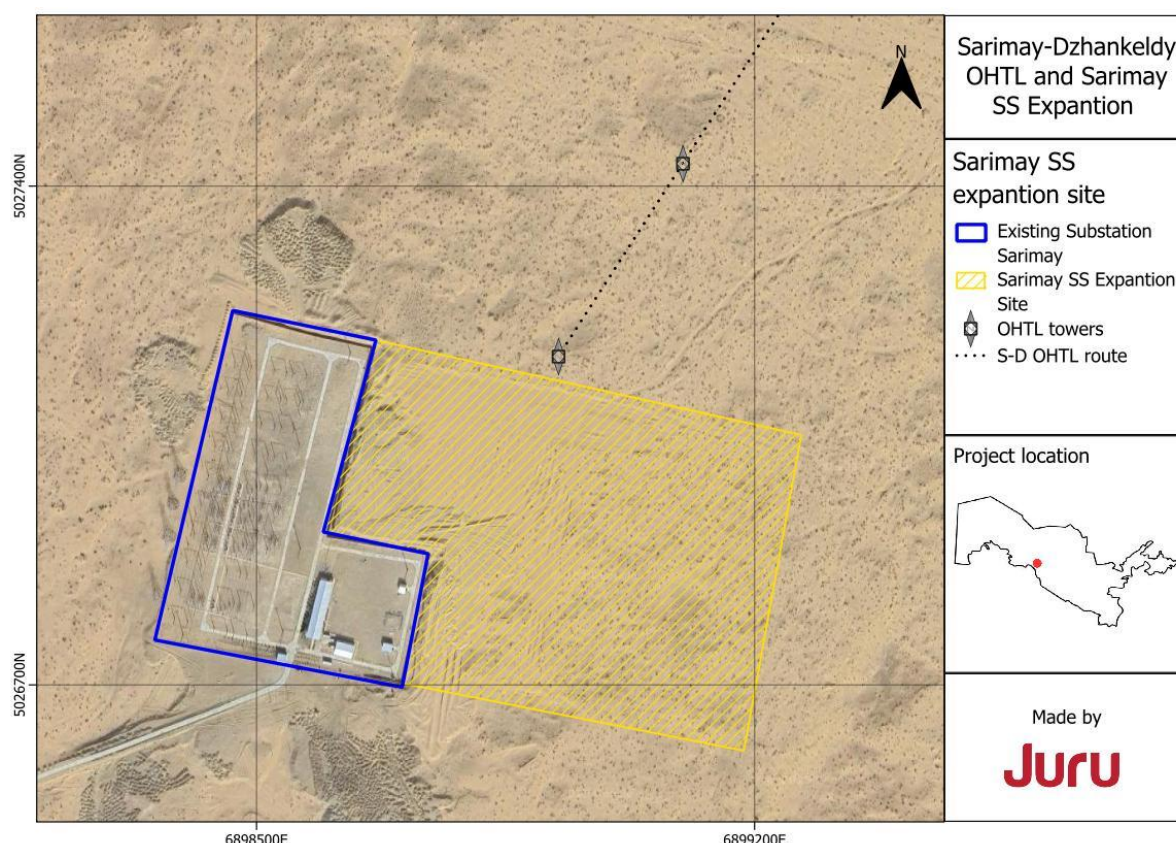 Sarimay-Dzhankeldy
OHTL and Sarimay
SS Expantion
N
Sarimay SS
expantion site
Existing Substation
Sarimay
Sarimay SS Expantion
Site
OHTL towers
S-D OHTL route
Project location
Made by
Juru
5027400N
5026700N
6898500E
6899200E